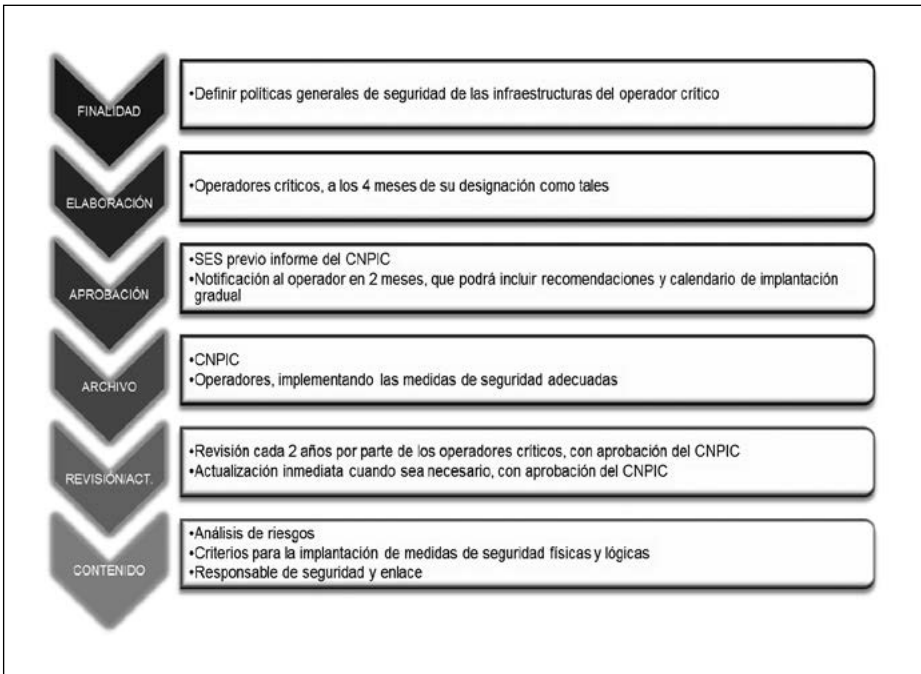 FINALIDAD
•Definir políticas generales de seguridad de las infraestructuras del operador crítico
ELABORACIÓN
•Operadores críticos, a los 4 meses de su designación como tales
APROBACIÓN
•SES previo informe del CNPIC
•Notificación al operador en 2 meses, que podrá incluir recomendaciones y calendario de implantación
gradual
ARCHIVO
•CNPIC
•Operadores, implementando las medidas de seguridad adecuadas
REVISIÓN/ACT.
•Revisión cada 2 años por parte de los operadores críticos, con aprobación del CNPIC
•Actualización inmediata cuando sea necesario, con aprobación del CNPIC
CONTENIDO
•Análisis de riesgos
•Criterios para la implantación de medidas de seguridad físicas y lógicas
•Responsable de seguridad y enlace